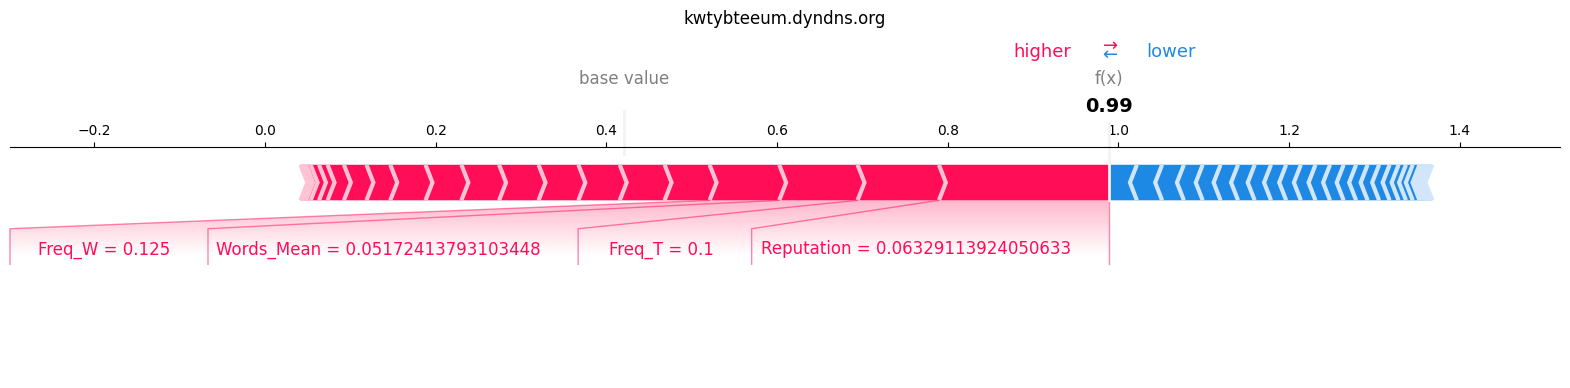 kwtybteeum.dyndns.org
higher → ← lower
base value f(x)
0.99
−0.2 0.0 0.2 0.4 0.6 0.8 1.0 1.2 1.4
Freq_W = 0.125 Words_Mean = 0.05172413793103448 Freq_T = 0.1 Reputation = 0.06329113924050633